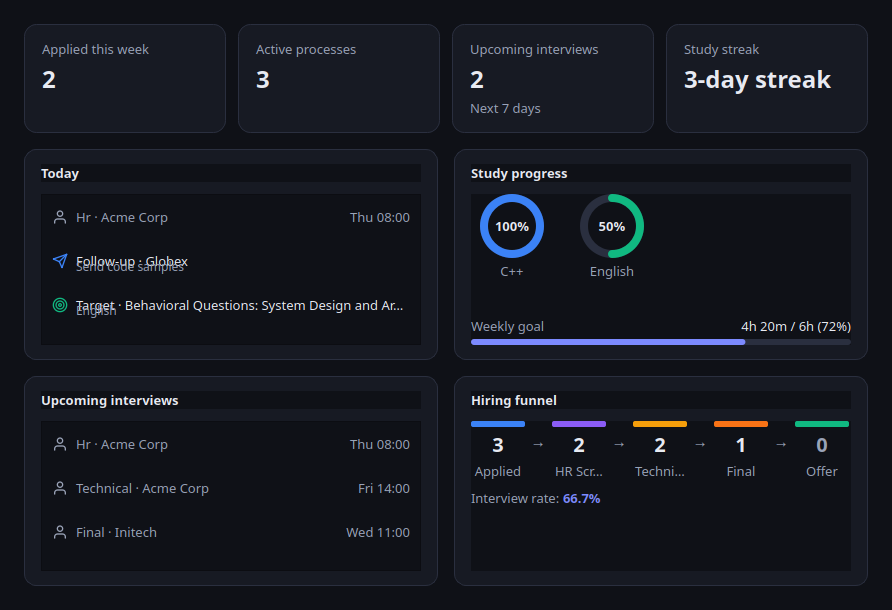 Applied this week
2
Active processes
3
Upcoming interviews
2
Next 7 days
Study streak
3-day streak
Today
Hr · Acme Corp Thu 08:00
Follow-up · Globex
Send code samples
Target · Behavioral Questions: System Design and Ar...
English
Study progress
100% 50%
C++ English
Weekly goal 4h 20m / 6h (72%)
Upcoming interviews
Hr · Acme Corp Thu 08:00
Technical · Acme Corp Fri 14:00
Final · Initech Wed 11:00
Hiring funnel
3 → 2 → 2 → 1 → 0
Applied HR Scr... Techni... Final Offer
Interview rate: 66.7%